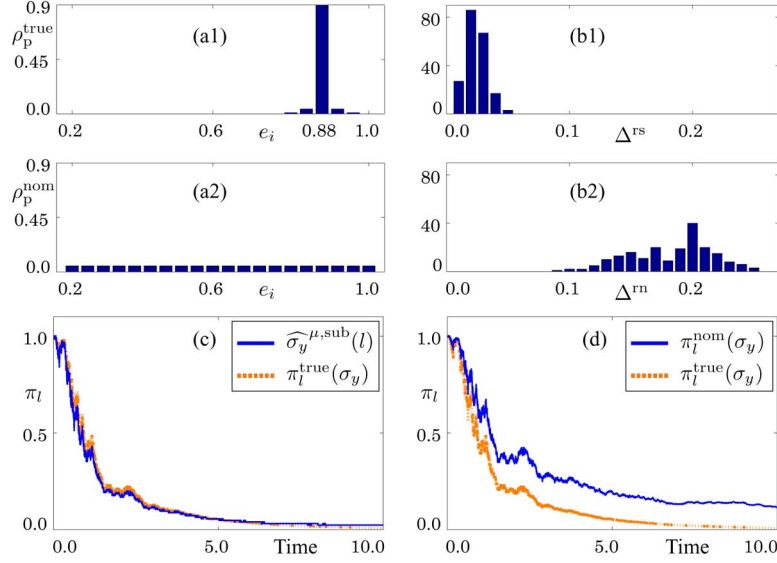 0.9
ρ_p^true
0.45
0.0
(a1)
0.2 0.6 0.88 1.0
e_i
80
40
0
(b1)
0.0 0.1 0.2
Δ^rs
0.9
ρ_p^nom
0.45
0.0
(a2)
0.2 0.6 1.0
e_i
80
40
0
(b2)
0.0 0.1 0.2
Δ^rn
1.0
π_l
0.5
0.0
(c)
\widehat{σ_y}^{μ,sub}(l)
π_l^true(σ_y)
0.0 5.0 Time 10.0
1.0
π_l
0.5
0.0
(d)
π_l^nom(σ_y)
π_l^true(σ_y)
0.0 5.0 Time 10.0